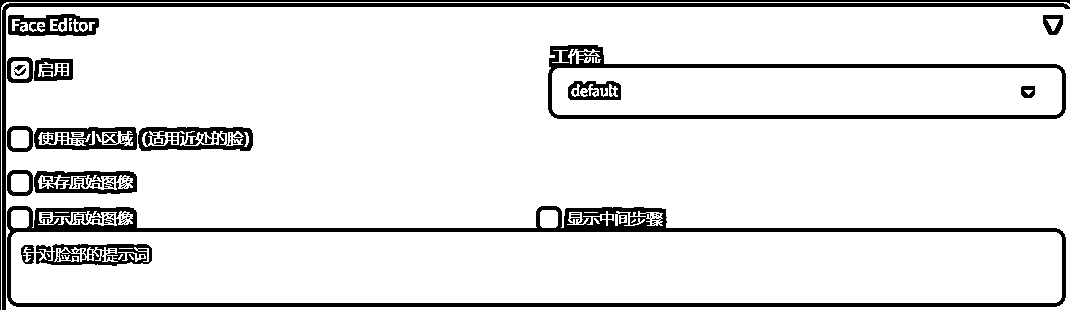 Face Editor
启用
工作流
default
使用最小区域 (适用近处的脸)
保存原始图像
显示原始图像
显示中间步骤
针对脸部的提示词